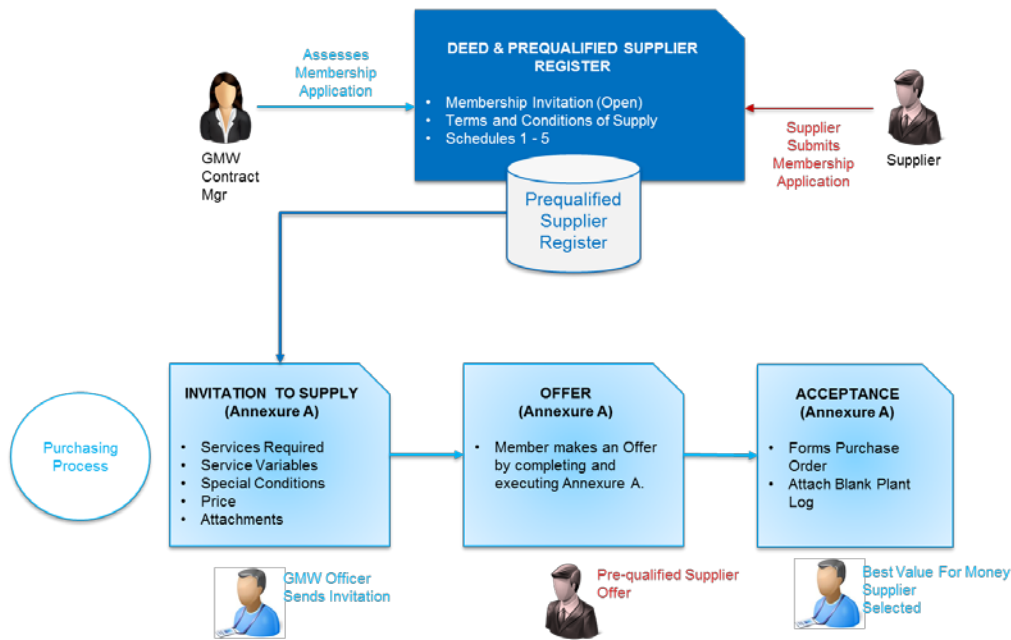 Assesses
Membership
Application
GMW
Contract
Mgr
DEED & PREQUALIFIED SUPPLIER
REGISTER
• Membership Invitation (Open)
• Terms and Conditions of Supply
• Schedules 1 - 5
Supplier
Submits
Membership
Application
Supplier
Prequalified
Supplier
Register
Purchasing
Process
INVITATION TO SUPPLY
(Annexure A)
• Services Required
• Service Variables
• Special Conditions
• Price
• Attachments
GMW Officer
Sends Invitation
OFFER
(Annexure A)
• Member makes an Offer
by completing and
executing Annexure A.
Pre-qualified Supplier
Offer
ACCEPTANCE
(Annexure A)
• Forms Purchase
Order
• Attach Blank Plant
Log
Best Value For Money
Supplier
Selected